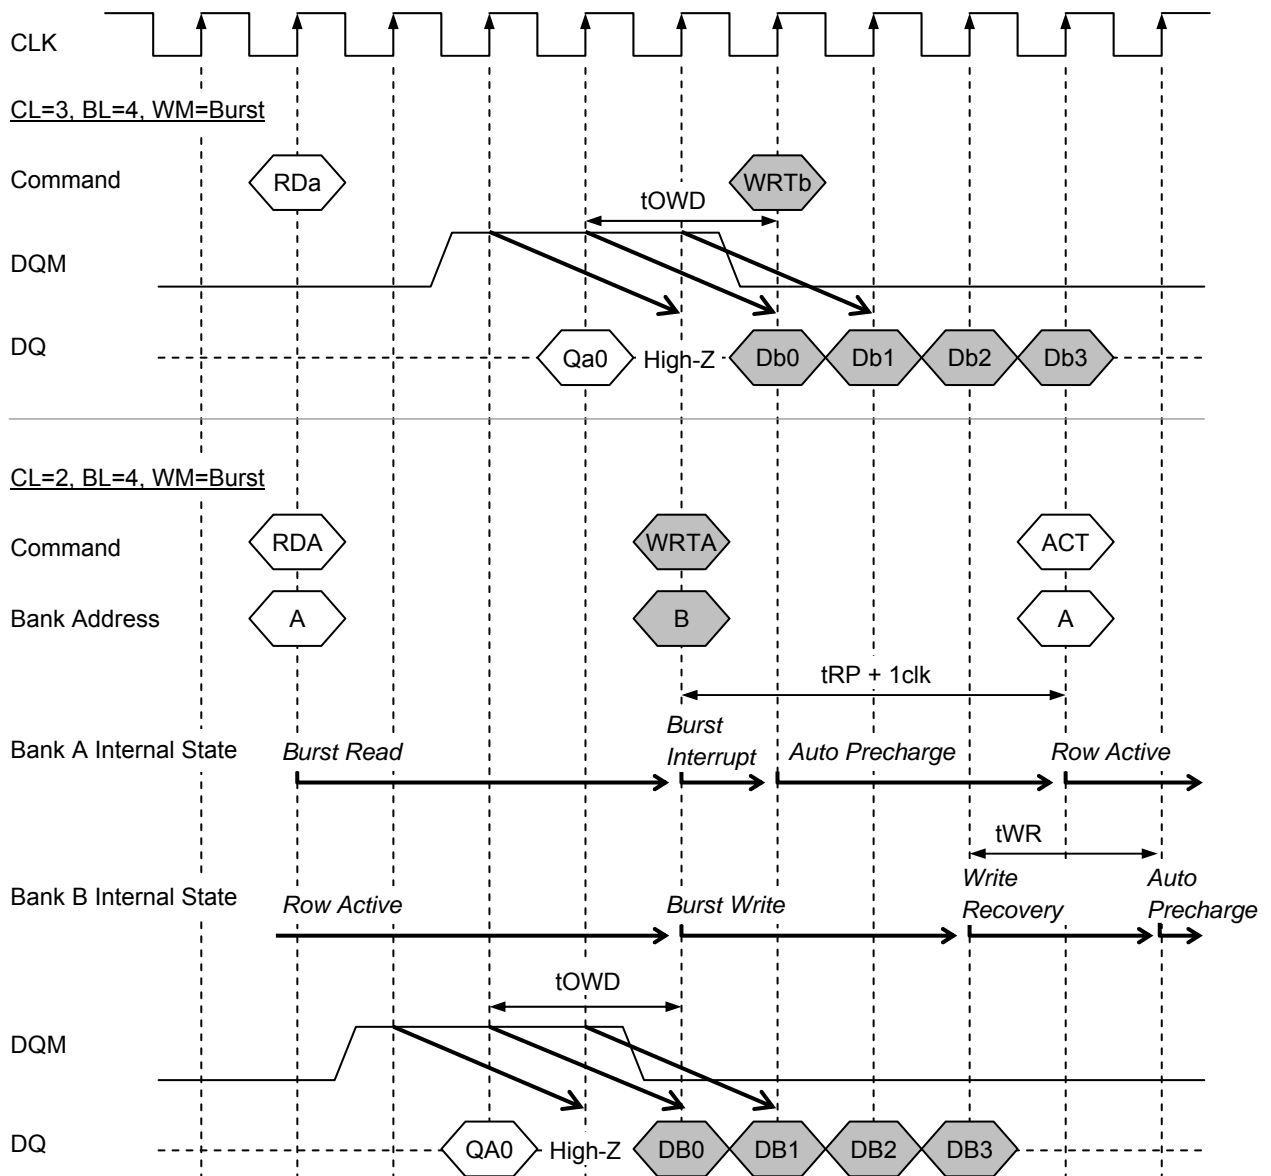 CLK
CL=3, BL=4, WM=Burst
Command RDa WRTb
tOWD
DQM
DQ Qa0 High-Z Db0 Db1 Db2 Db3
CL=2, BL=4, WM=Burst
Command RDA WRTA ACT
Bank Address A B A
tRP + 1clk
Bank A Internal State Burst Read Burst Interrupt Auto Precharge Row Active
tWR
Bank B Internal State Row Active Burst Write Write Recovery Auto Precharge
tOWD
DQM
DQ QA0 High-Z DB0 DB1 DB2 DB3